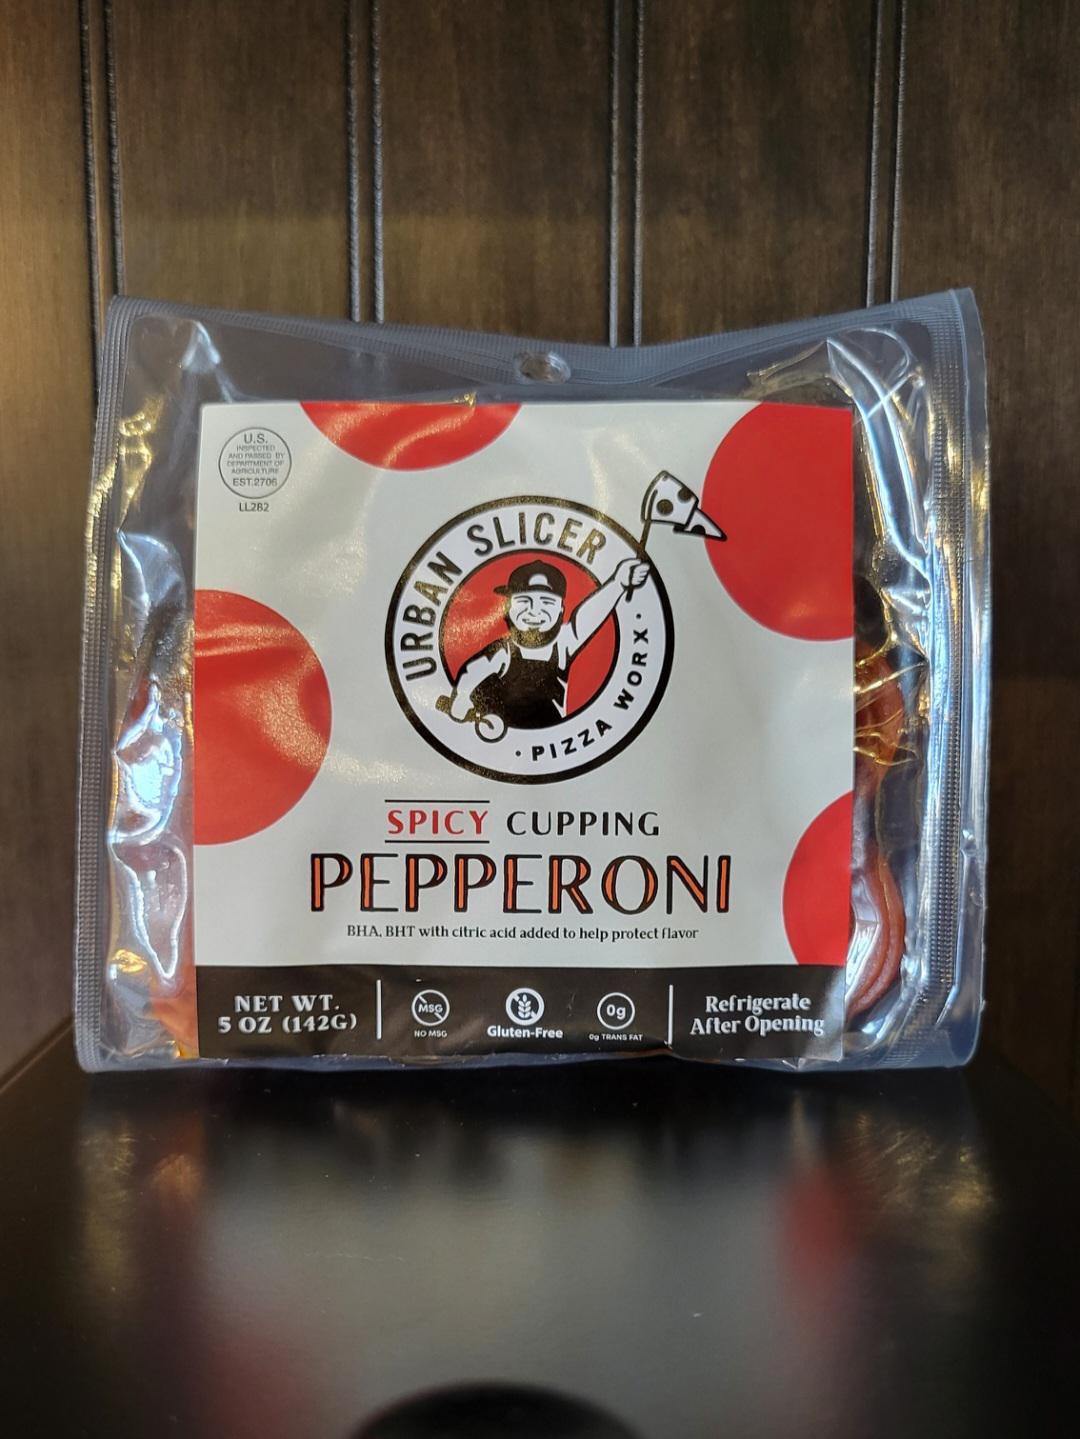 U.S.
INSPECTED
AND PASSED BY
DEPARTMENT OF
AGRICULTURE
EST.2706
LL2B2
URBAN SLICER
· PIZZA WORX ·
SPICY CUPPING
PEPPERONI
BHA, BHT with citric acid added to help protect flavor
NET WT.
5 OZ (142G)
MSG
NO MSG
Gluten-Free
0g
0g TRANS FAT
Refrigerate
After Opening